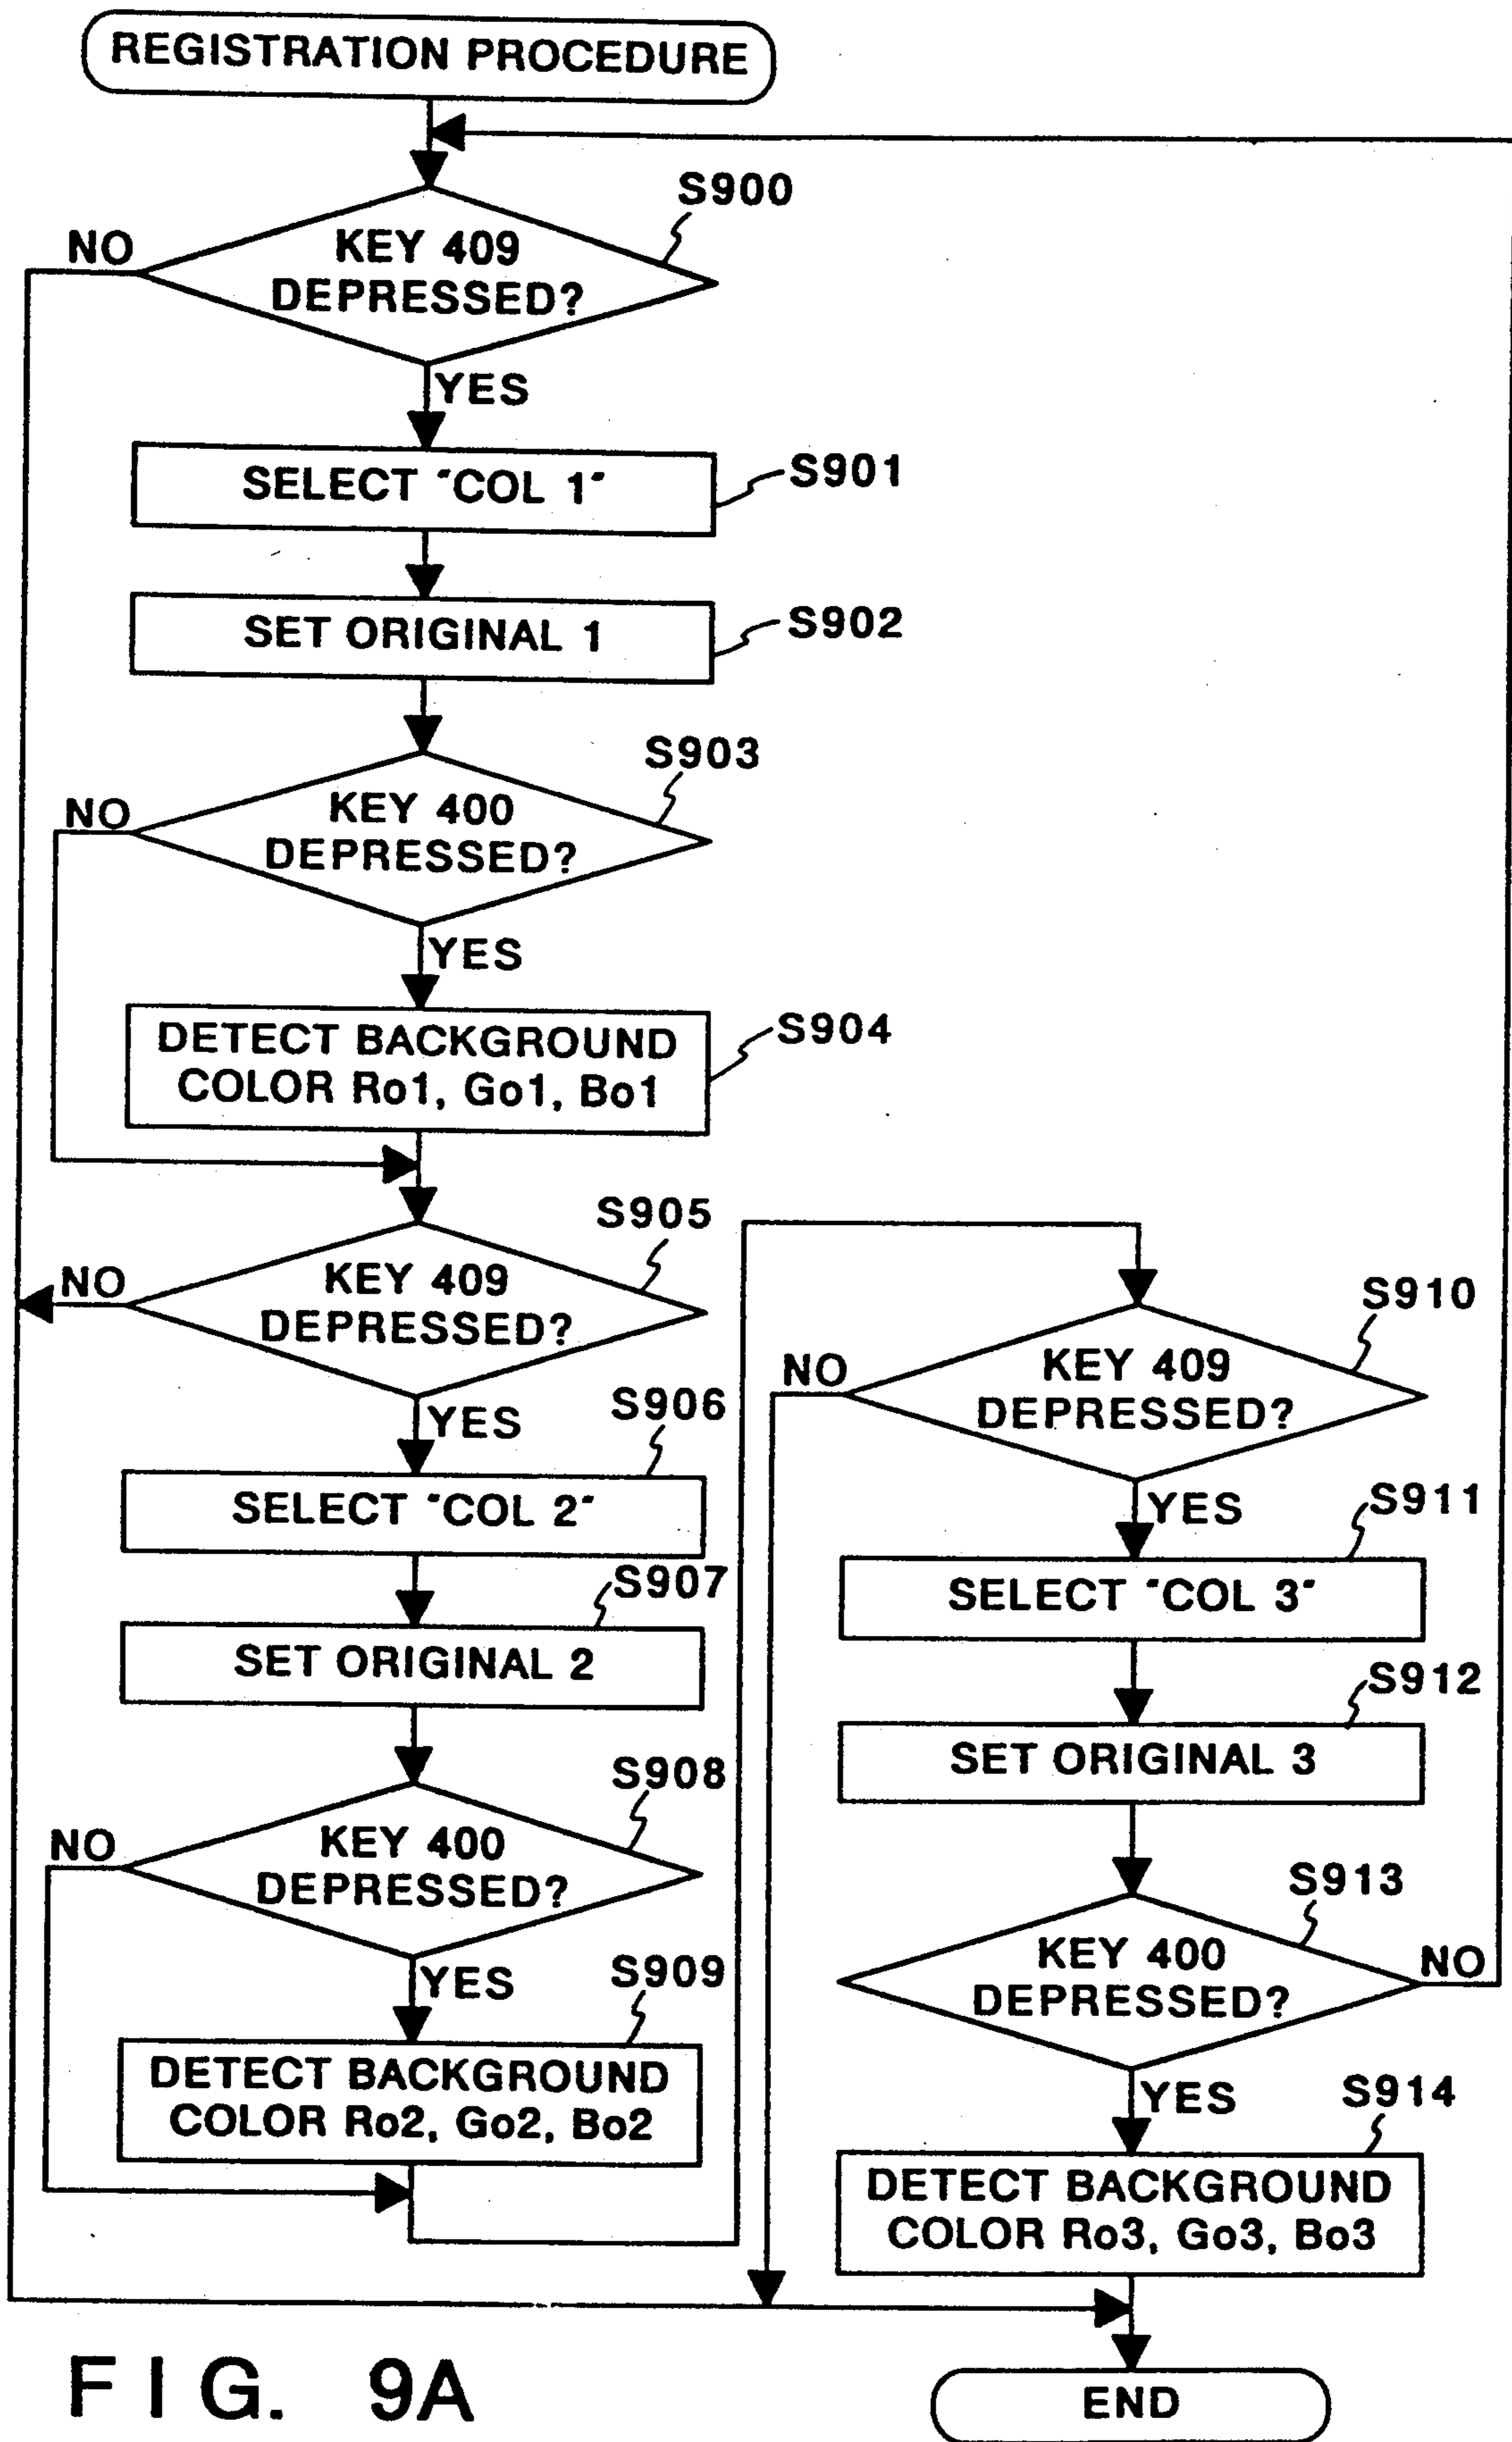 REGISTRATION PROCEDURE
S900
NO
KEY 409
DEPRESSED?
YES
SELECT "COL 1"
S901
SET ORIGINAL 1
S902
S903
NO
KEY 400
DEPRESSED?
YES
DETECT BACKGROUND
COLOR Ro1, Go1, Bo1
S904
S905
NO
KEY 409
DEPRESSED?
YES
S906
SELECT "COL 2"
S907
SET ORIGINAL 2
S908
NO
KEY 400
DEPRESSED?
YES
S909
DETECT BACKGROUND
COLOR Ro2, Go2, Bo2
S910
NO
KEY 409
DEPRESSED?
YES
S911
SELECT "COL 3"
S912
SET ORIGINAL 3
S913
KEY 400
DEPRESSED?
NO
YES
S914
DETECT BACKGROUND
COLOR Ro3, Go3, Bo3
END
FIG. 9A